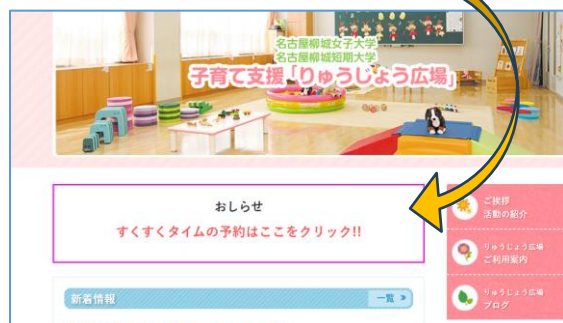 名古屋柳城女子大学
名古屋柳城短期大学
子育て支援「りゅうじょう広場」
おしらせ
すくすくタイムの予約はここをクリック!!
ご挨拶
活動の紹介
りゅうじょう広場
ご利用案内
りゅうじょう広場
ブログ
新着情報
一覧 »